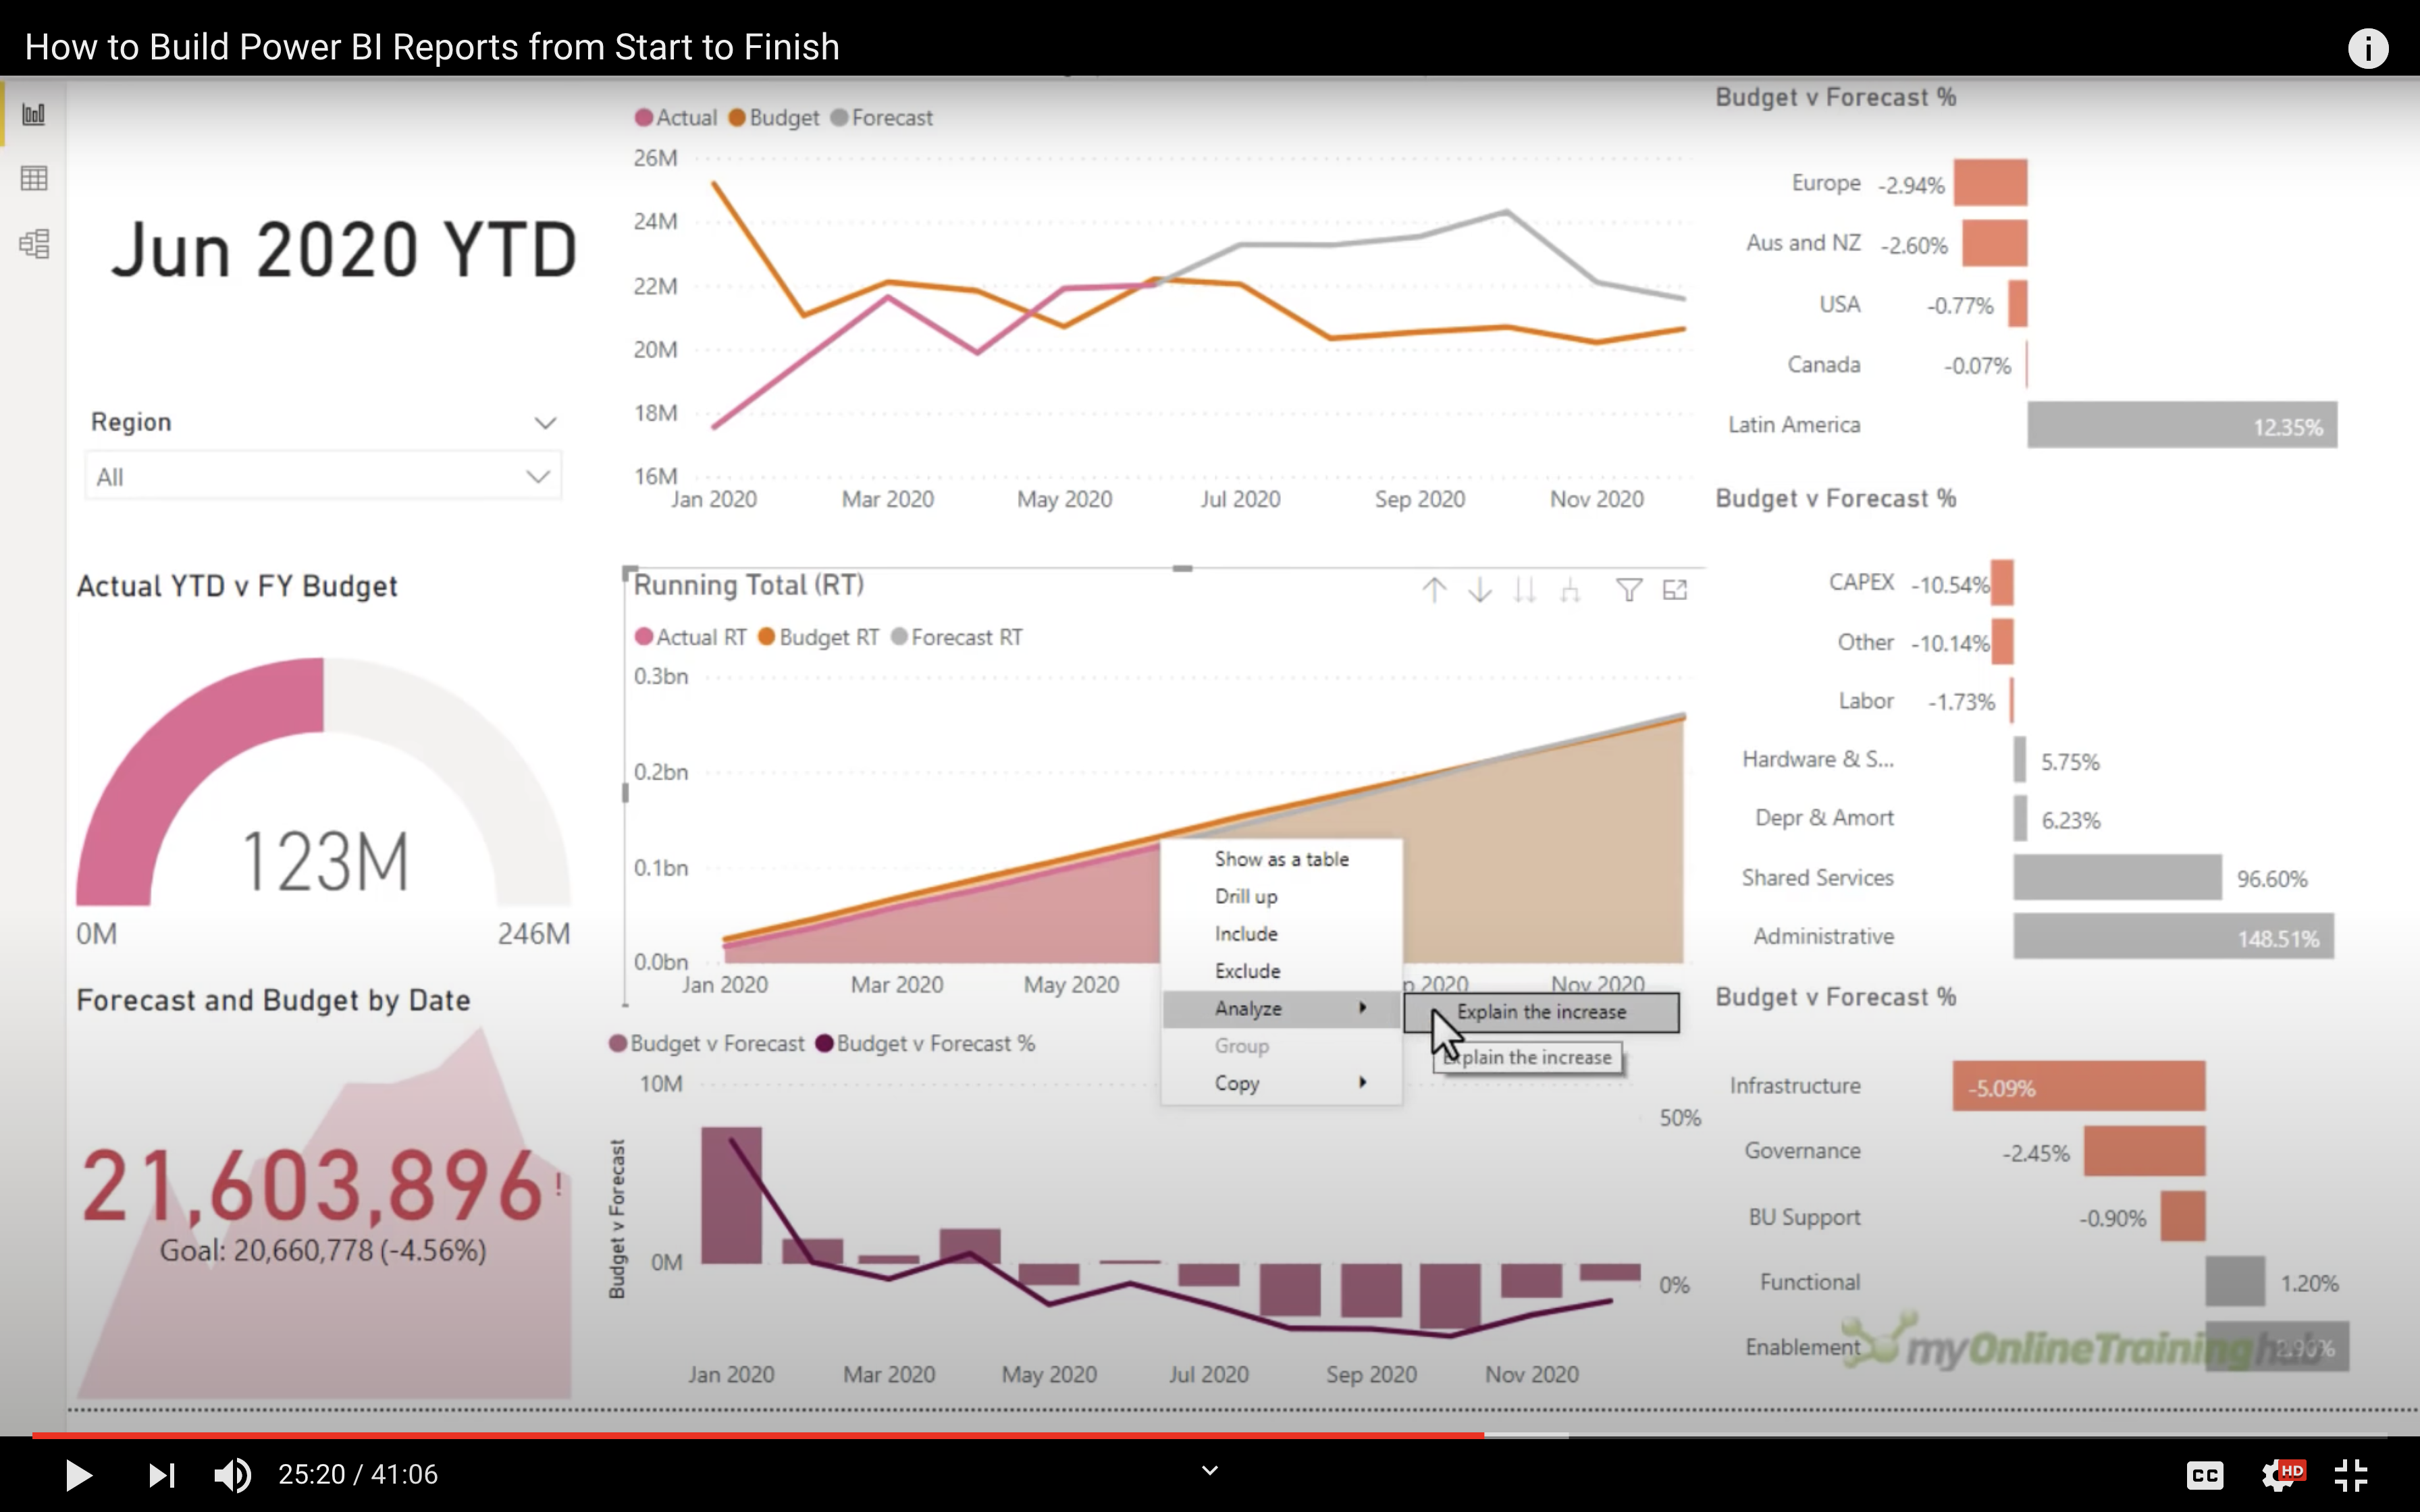 How to Build Power BI Reports from Start to Finish
Jun 2020 YTD
Region
All
Actual YTD v FY Budget
123M
0M 246M
Forecast and Budget by Date
21,603,896!
Goal: 20,660,778 (-4.56%)
Actual Budget Forecast
26M
24M
22M
20M
18M
16M
Jan 2020 Mar 2020 May 2020 Jul 2020 Sep 2020 Nov 2020
Running Total (RT)
Actual RT Budget RT Forecast RT
0.3bn
0.2bn
0.1bn
0.0bn
Jan 2020 Mar 2020 May 2020 p 2020 Nov 2020
Show as a table
Drill up
Include
Exclude
Analyze
Group
Copy
Explain the increase
Explain the increase
Budget v Forecast Budget v Forecast %
Budget v Forecast
10M
0M
50%
0%
Jan 2020 Mar 2020 May 2020 Jul 2020 Sep 2020 Nov 2020
Budget v Forecast %
Europe -2.94%
Aus and NZ -2.60%
USA -0.77%
Canada -0.07%
Latin America 12.35%
Budget v Forecast %
CAPEX -10.54%
Other -10.14%
Labor -1.73%
Hardware & S... 5.75%
Depr & Amort 6.23%
Shared Services 96.60%
Administrative 148.51%
Budget v Forecast %
Infrastructure -5.09%
Governance -2.45%
BU Support -0.90%
Functional 1.20%
Enablement
myOnlineTraininghub
25:20 / 41:06
CC
HD